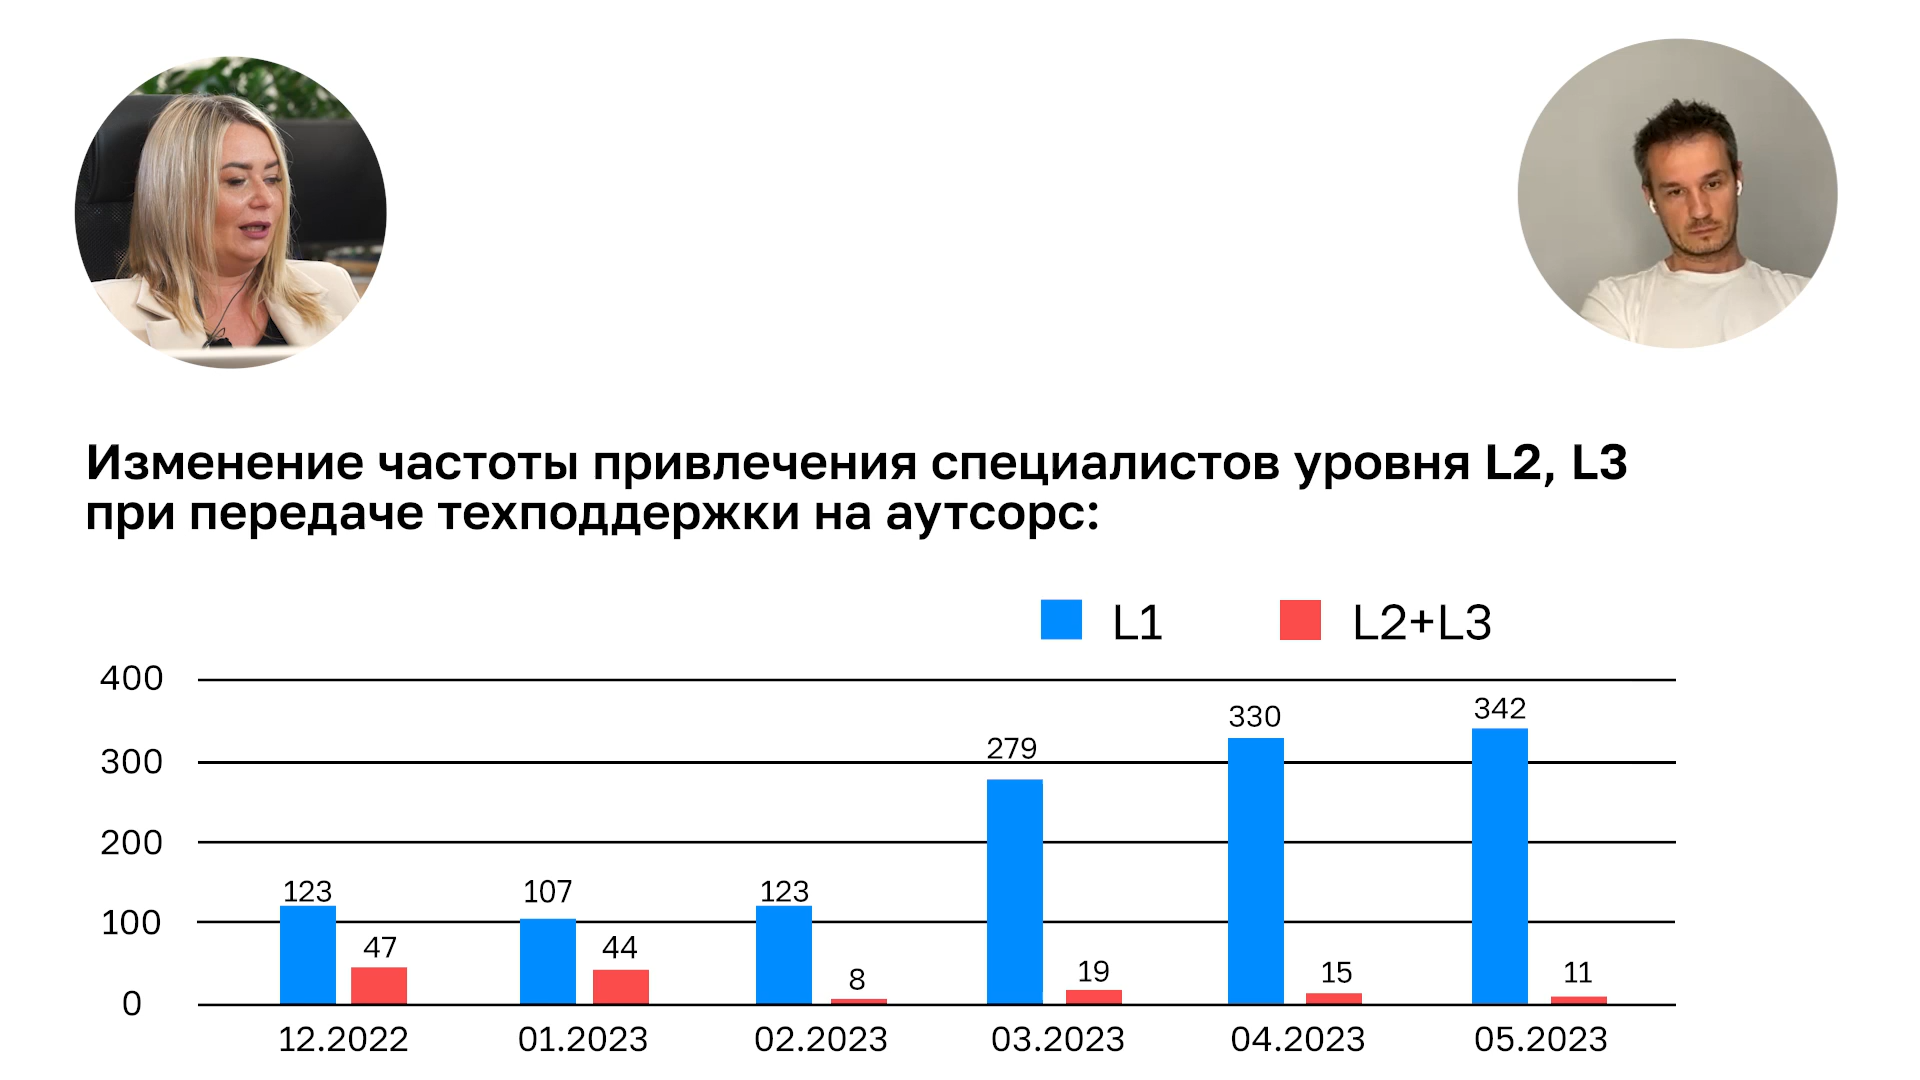 Изменение частоты привлечения специалистов уровня L2, L3
при передаче техподдержки на аутсорс:
L1 L2+L3
400
300
200
100
0
123 47
107 44
123 8
279 19
330 15
342 11
12.2022 01.2023 02.2023 03.2023 04.2023 05.2023